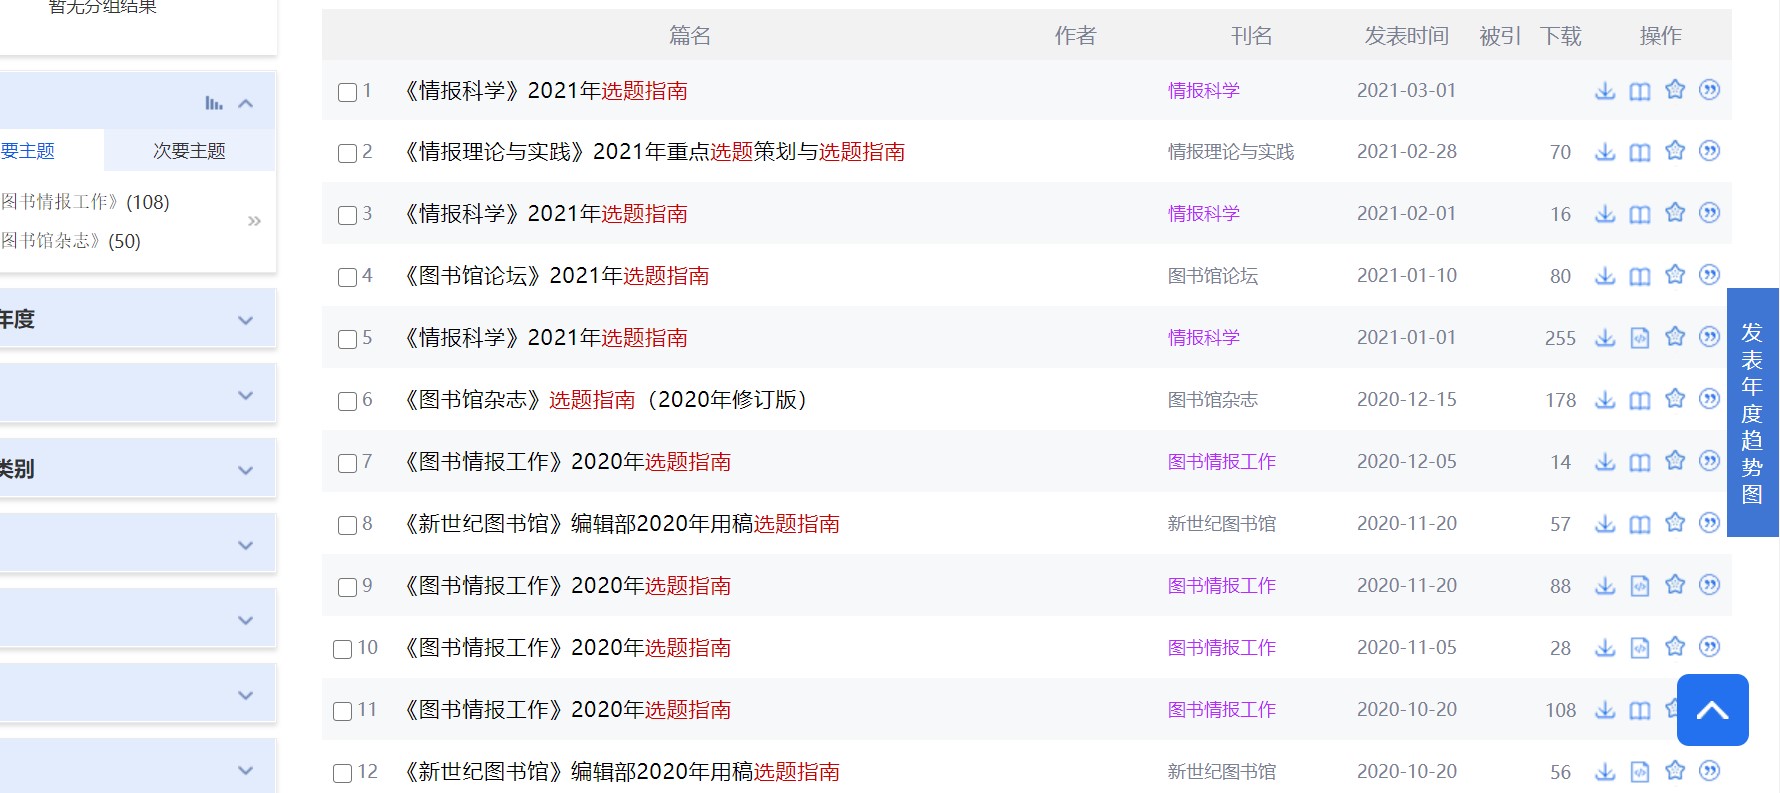 暂无分组结果
要主题 次要主题
图书情报工作》(108)
图书馆杂志》(50)
年度
类别
篇名 作者 刊名 发表时间 被引 下载 操作
1 《情报科学》2021年选题指南 情报科学 2021-03-01
2 《情报理论与实践》2021年重点选题策划与选题指南 情报理论与实践 2021-02-28 70
3 《情报科学》2021年选题指南 情报科学 2021-02-01 16
4 《图书馆论坛》2021年选题指南 图书馆论坛 2021-01-10 80
5 《情报科学》2021年选题指南 情报科学 2021-01-01 255
6 《图书馆杂志》选题指南（2020年修订版） 图书馆杂志 2020-12-15 178
7 《图书情报工作》2020年选题指南 图书情报工作 2020-12-05 14
8 《新世纪图书馆》编辑部2020年用稿选题指南 新世纪图书馆 2020-11-20 57
9 《图书情报工作》2020年选题指南 图书情报工作 2020-11-20 88
10 《图书情报工作》2020年选题指南 图书情报工作 2020-11-05 28
11 《图书情报工作》2020年选题指南 图书情报工作 2020-10-20 108
12 《新世纪图书馆》编辑部2020年用稿选题指南 新世纪图书馆 2020-10-20 56
发表年度趋势图